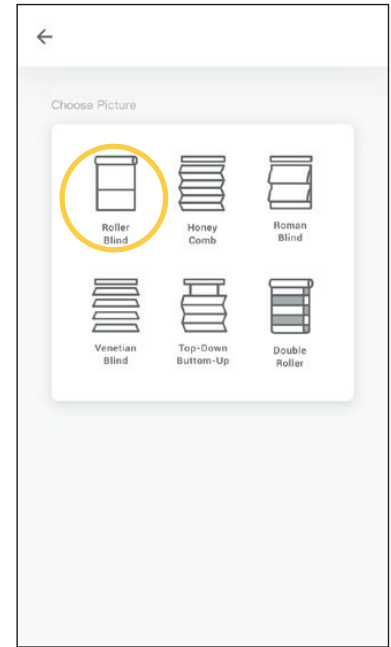 Choose Picture
Roller
Blind
Honey
Comb
Roman
Blind
Venetian
Blind
Top-Down
Buttom-Up
Double
Roller